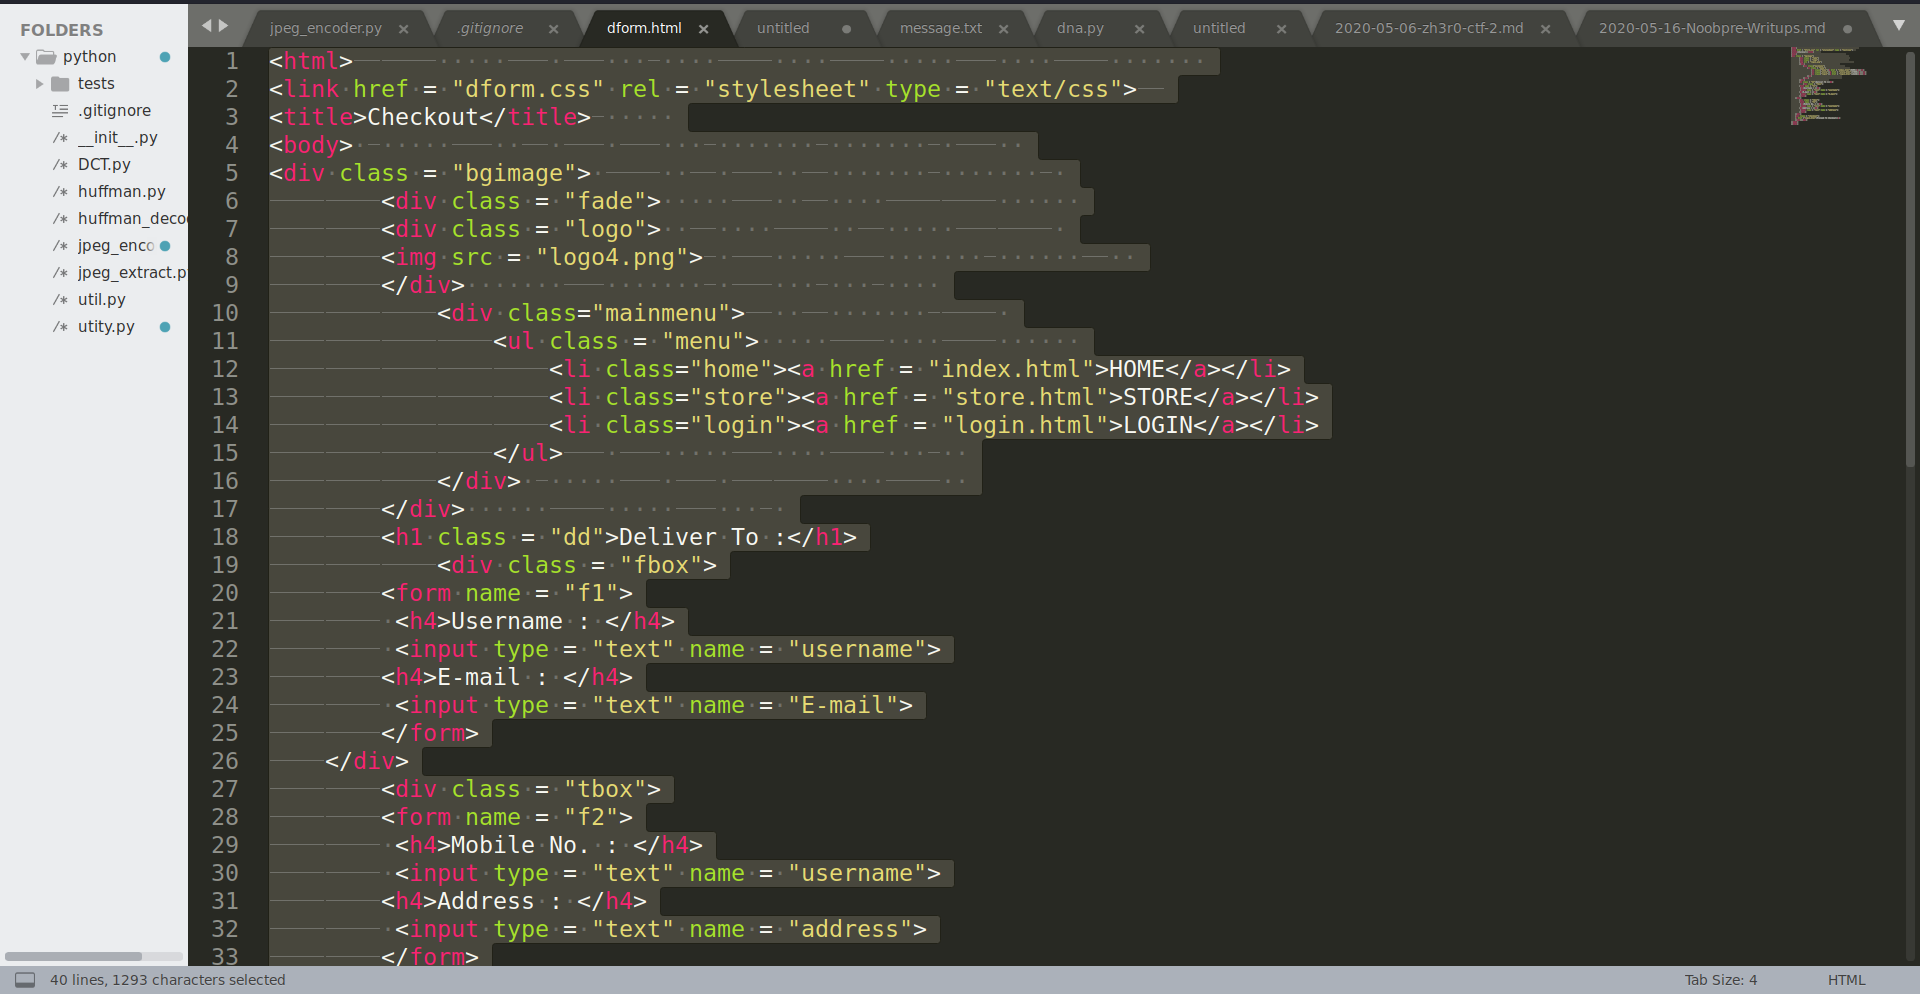 FOLDERS
python
tests
.gitignore
__init__.py
DCT.py
huffman.py
huffman_deco
jpeg_enco
jpeg_extract.p
util.py
utity.py
jpeg_encoder.py
.gitignore
dform.html
untitled
message.txt
dna.py
untitled
2020-05-06-zh3r0-ctf-2.md
2020-05-16-Noobpre-Writups.md
1 <html>
2 <link href = "dform.css" rel = "stylesheet" type = "text/css">
3 <title>Checkout</title>
4 <body>
5 <div class = "bgimage">
6 <div class = "fade">
7 <div class = "logo">
8 <img src = "logo4.png">
9 </div>
10 <div class="mainmenu">
11 <ul class = "menu">
12 <li class="home"><a href = "index.html">HOME</a></li>
13 <li class="store"><a href = "store.html">STORE</a></li>
14 <li class="login"><a href = "login.html">LOGIN</a></li>
15 </ul>
16 </div>
17 </div>
18 <h1 class = "dd">Deliver To :</h1>
19 <div class = "fbox">
20 <form name = "f1">
21 <h4>Username : </h4>
22 <input type = "text" name = "username">
23 <h4>E-mail : </h4>
24 <input type = "text" name = "E-mail">
25 </form>
26 </div>
27 <div class = "tbox">
28 <form name = "f2">
29 <h4>Mobile No. : </h4>
30 <input type = "text" name = "username">
31 <h4>Address : </h4>
32 <input type = "text" name = "address">
33 </form>
40 lines, 1293 characters selected
Tab Size: 4
HTML